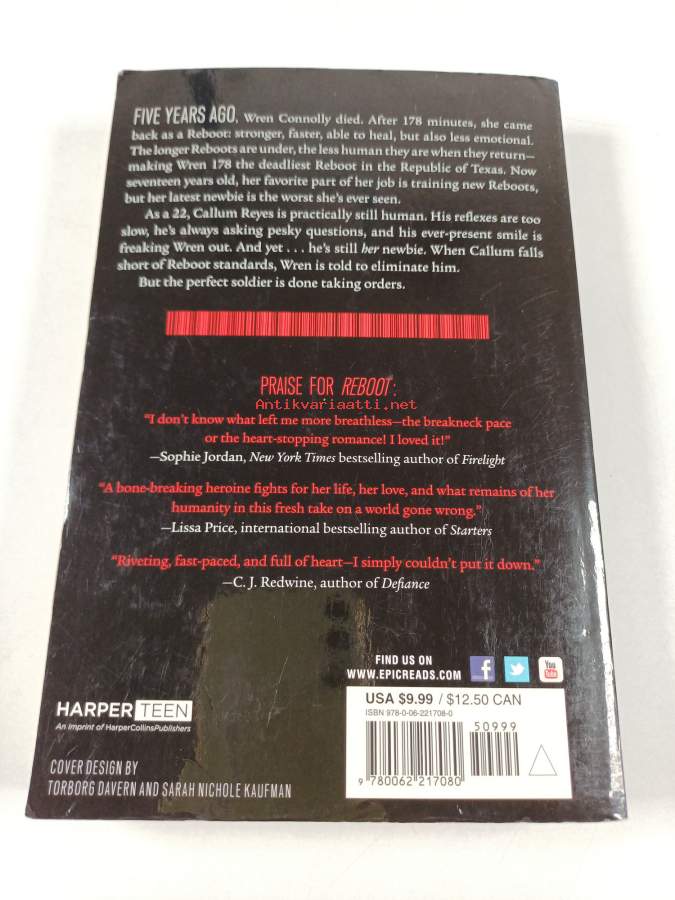 FIVE YEARS AGO, Wren Connolly died. After 178 minutes, she came
back as a Reboot: stronger, faster, able to heal, but also less emotional.
The longer Reboots are under, the less human they are when they return—
making Wren 178 the deadliest Reboot in the Republic of Texas. Now
seventeen years old, her favorite part of her job is training new Reboots,
but her latest newbie is the worst she's ever seen.
As a 22, Callum Reyes is practically still human. His reflexes are too
slow, he's always asking pesky questions, and his ever-present smile is
freaking Wren out. And yet . . . he's still her newbie. When Callum falls
short of Reboot standards, Wren is told to eliminate him.
But the perfect soldier is done taking orders.
PRAISE FOR REBOOT:
Antikvariaatti.net
“I don't know what left me more breathless—the breakneck pace
or the heart-stopping romance! I loved it!”
—Sophie Jordan, New York Times bestselling author of Firelight
“A bone-breaking heroine fights for her life, her love, and what remains of her
humanity in this fresh take on a world gone wrong.”
—Lissa Price, international bestselling author of Starters
“Riveting, fast-paced, and full of heart—I simply couldn't put it down.”
—C. J. Redwine, author of Defiance
FIND US ON
WWW.EPICREADS.COM
f
You
Tube
USA $9.99 / $12.50 CAN
ISBN 978-0-06-221708-0
50999
9 780062 217080
HARPER TEEN
An Imprint of HarperCollinsPublishers
COVER DESIGN BY
TORBORG DAVERN AND SARAH NICHOLE KAUFMAN